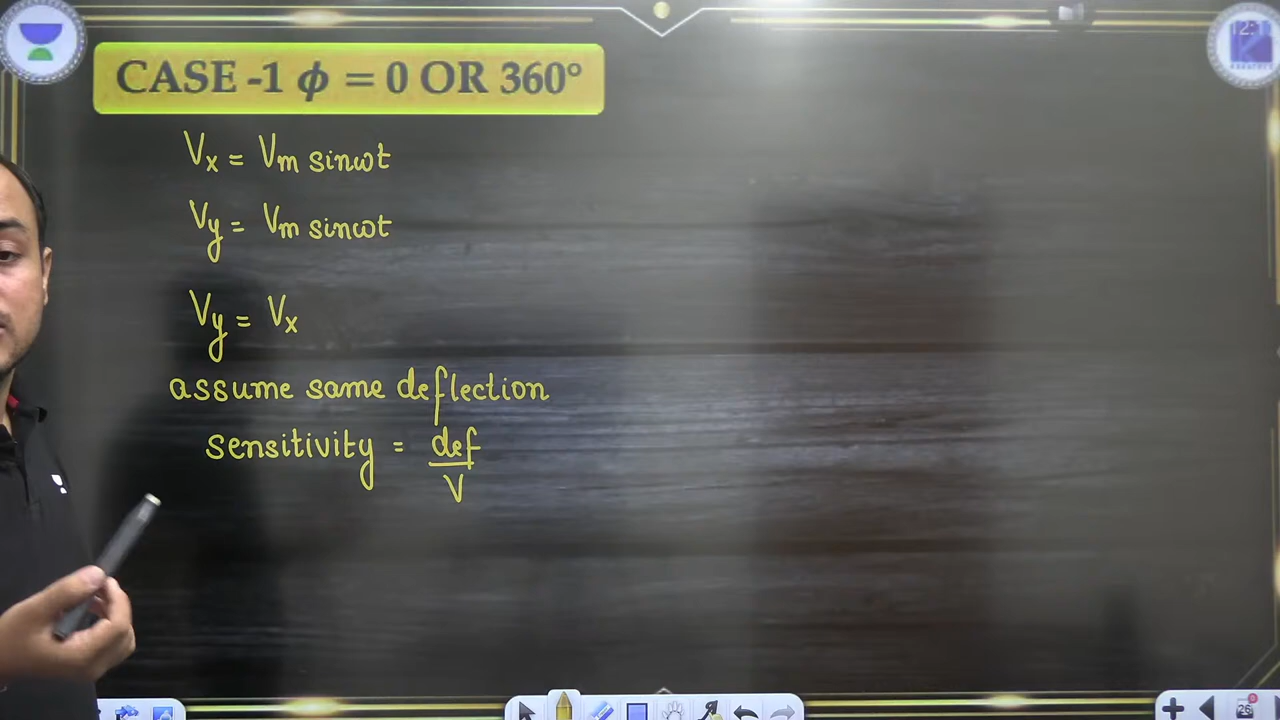 CASE -1 ϕ = 0 OR 360°
Vx = Vm sinωt
Vy = Vm sinωt
Vy = Vx
assume same deflection
sensitivity = def/V